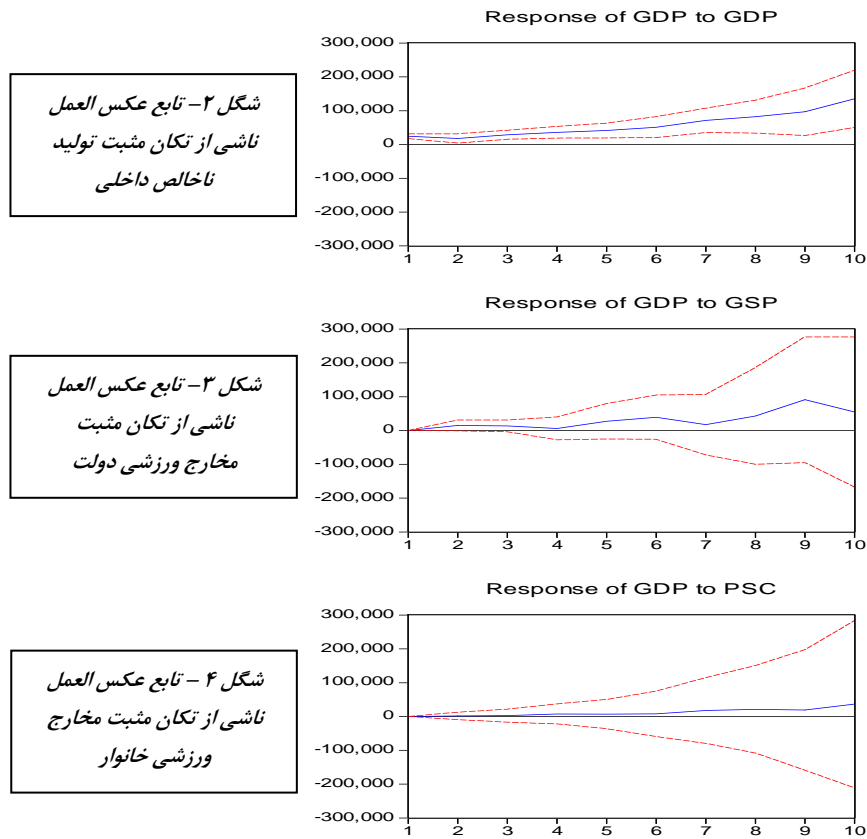 Response of GDP to GDP
300,000
200,000
100,000
0
-100,000
-200,000
-300,000
1 2 3 4 5 6 7 8 9 10
شگل ۲- تابع عکس العمل
ناشی از تکان مثبت تولید
ناخالص داخلی
Response of GDP to GSP
300,000
200,000
100,000
0
-100,000
-200,000
-300,000
1 2 3 4 5 6 7 8 9 10
شکل ۳- تابع عکس العمل
ناشی از تکان مثبت
مخارج ورزشی دولت
Response of GDP to PSC
300,000
200,000
100,000
0
-100,000
-200,000
-300,000
1 2 3 4 5 6 7 8 9 10
شگل ۴ – تابع عکس العمل
ناشی از تکان مثبت مخارج
ورزشی خانوار